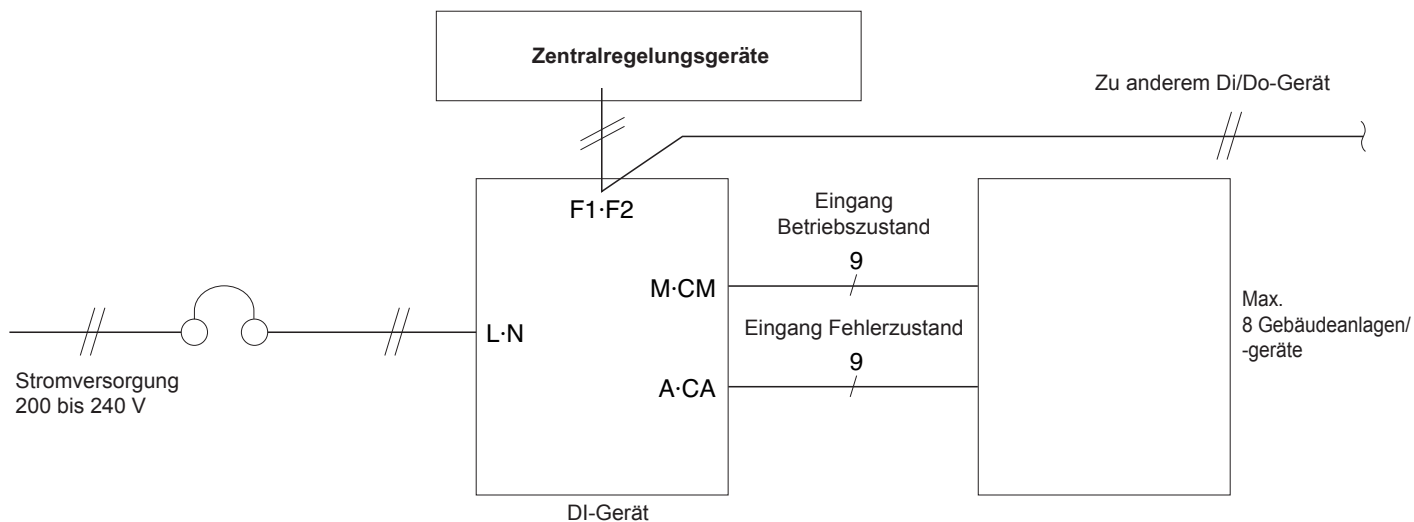 Zentralregelungsgeräte
Zu anderem Di/Do-Gerät
F1·F2
Eingang
Betriebszustand
9
M·CM
Max.
8 Gebäudeanlagen/
-geräte
Eingang Fehlerzustand
9
L·N
A·CA
Stromversorgung
200 bis 240 V
DI-Gerät